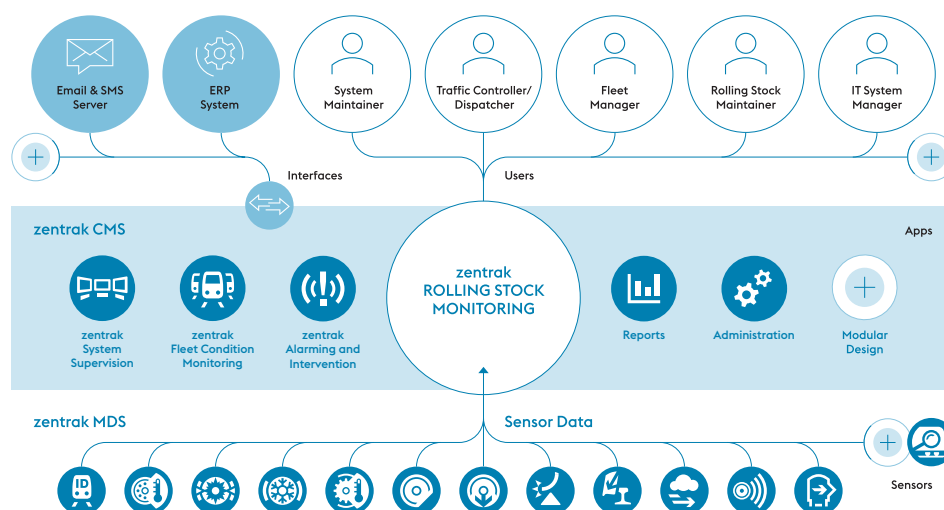 Email & SMS
Server
ERP
System
System
Maintainer
Traffic Controller/
Dispatcher
Fleet
Manager
Rolling Stock
Maintainer
IT System
Manager
Interfaces
Users
zentrak CMS
Apps
zentrak
System
Supervision
zentrak
Fleet Condition
Monitoring
zentrak
Alarming and
Intervention
zentrak
ROLLING STOCK
MONITORING
Reports
Administration
Modular
Design
zentrak MDS
Sensor Data
ID
Sensors